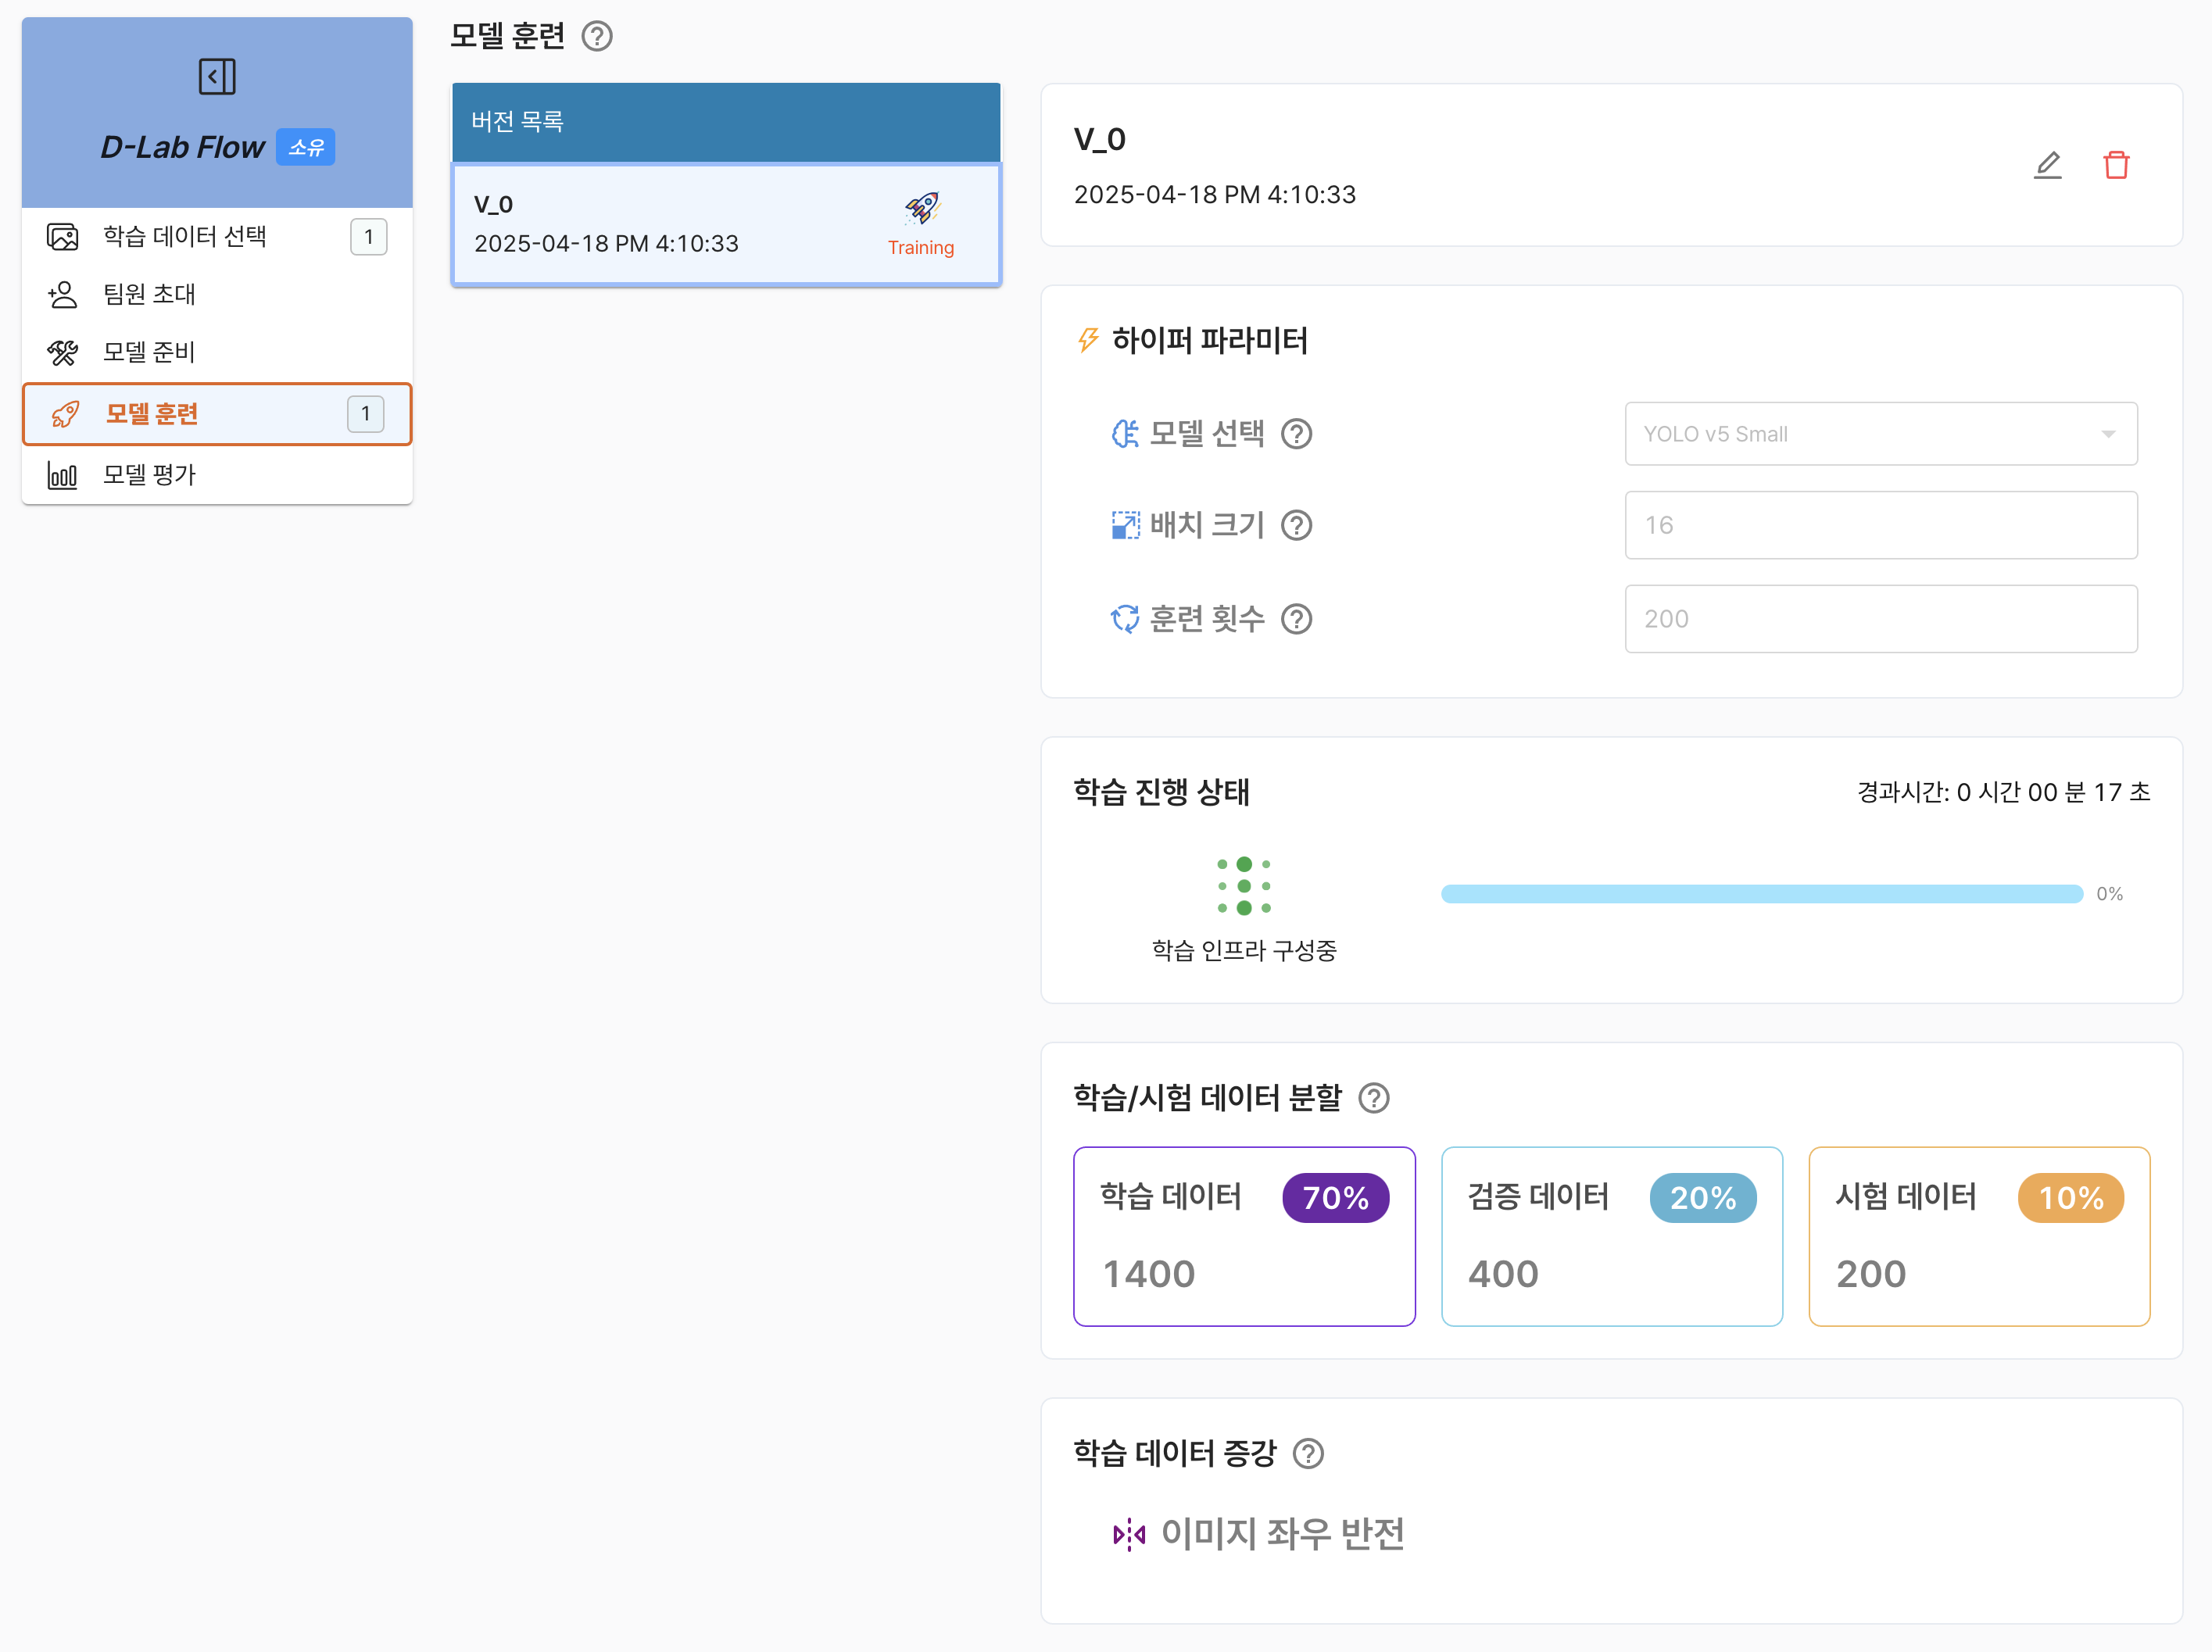 D-Lab Flow 소유
학습 데이터 선택 1
팀원 초대
모델 준비
모델 훈련 1
모델 평가
모델 훈련
버전 목록
V_0
2025-04-18 PM 4:10:33
Training
V_0
2025-04-18 PM 4:10:33
하이퍼 파라미터
모델 선택 YOLO v5 Small
배치 크기 16
훈련 횟수 200
학습 진행 상태 경과시간: 0 시간 00 분 17 초
0%
학습 인프라 구성중
학습/시험 데이터 분할
학습 데이터 70%
1400
검증 데이터 20%
400
시험 데이터 10%
200
학습 데이터 증강
이미지 좌우 반전